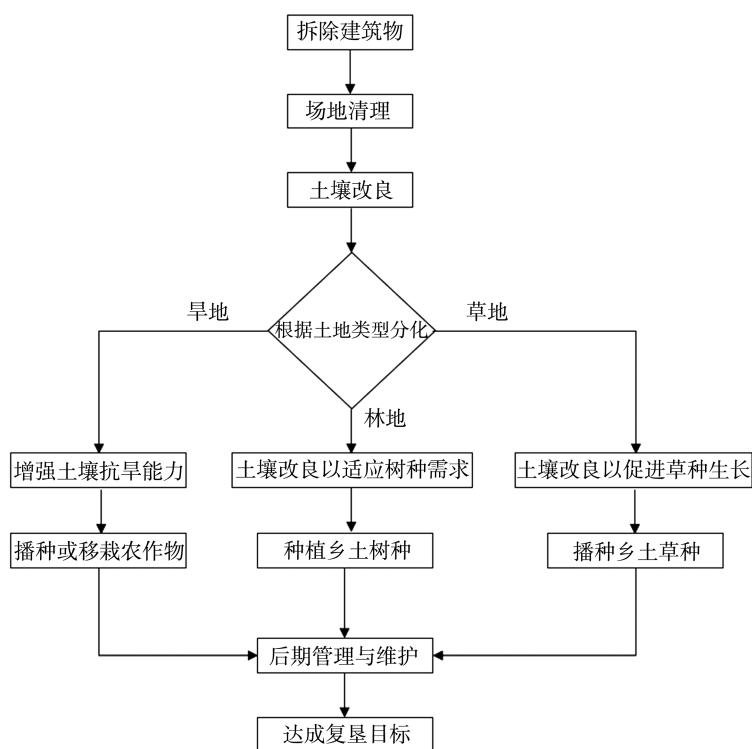 拆除建筑物
场地清理
土壤改良
旱地
根据土地类型分化
草地
林地
增强土壤抗旱能力
土壤改良以适应树种需求
土壤改良以促进草种生长
播种或移栽农作物
种植乡土树种
播种乡土草种
后期管理与维护
达成复垦目标